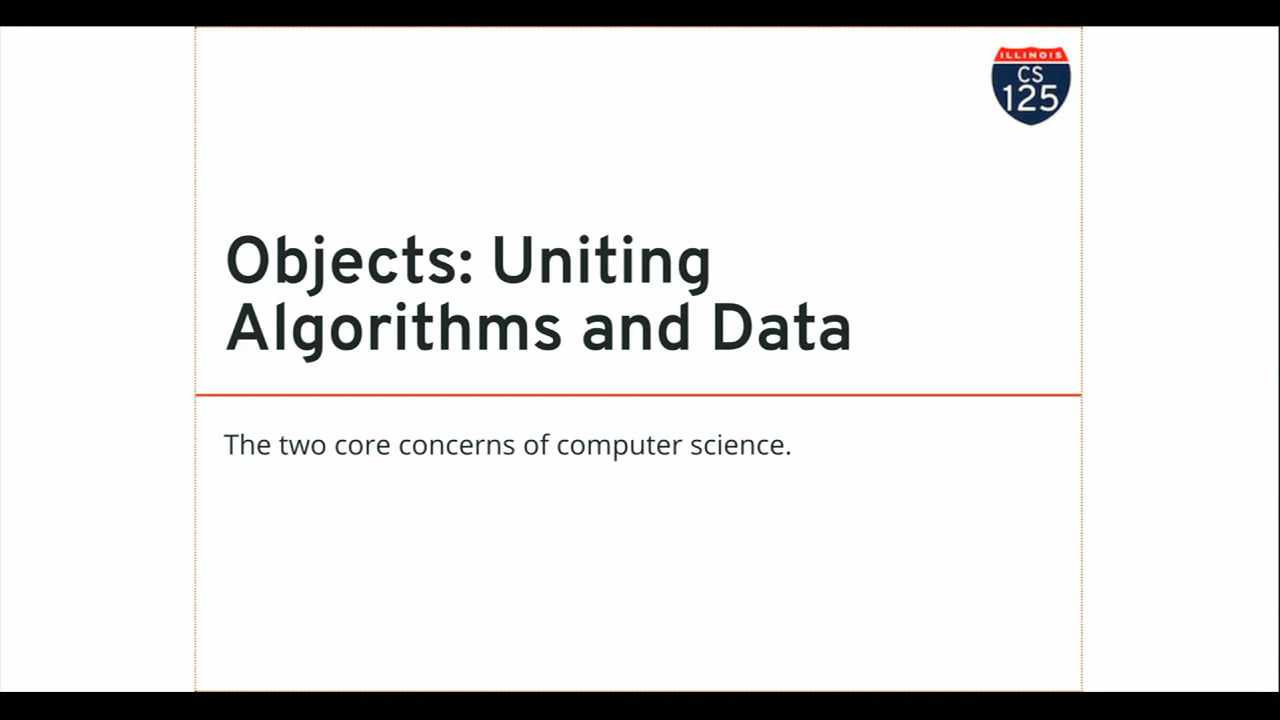 ILLINOIS
CS
125
Objects: Uniting
Algorithms and Data
The two core concerns of computer science.